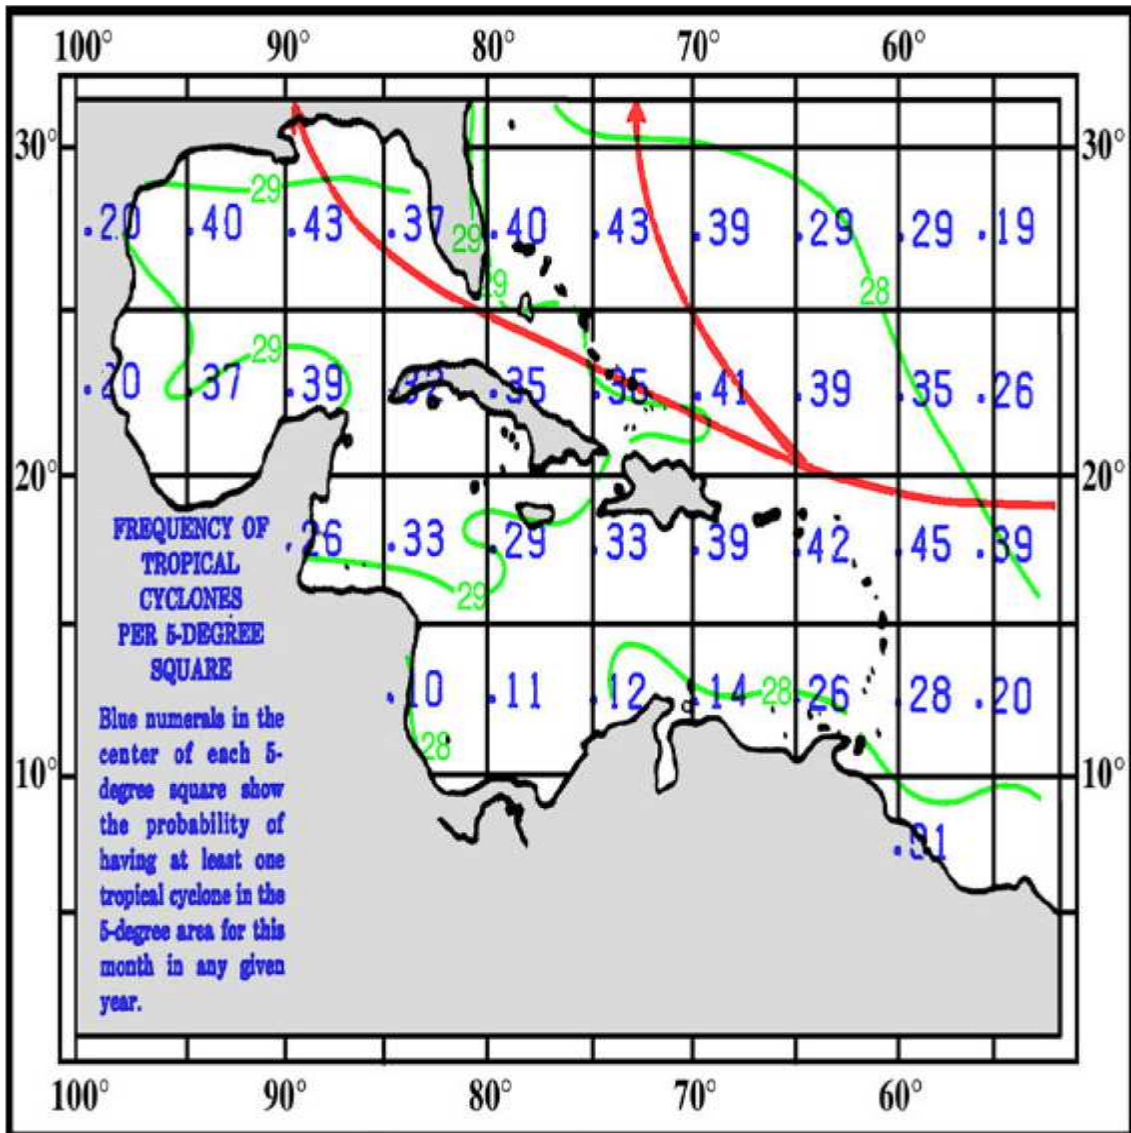 100° 90° 80° 70° 60°
30° 30°
29
.20 .40 .43 .37 .40 .43 .39 .29 .29 .19
29
29
28
29
.20 .37 .39 .32 .35 .35 .41 .39 .35 .26
20° 20°
FREQUENCY OF
TROPICAL
CYCLONES
PER 5-DEGREE
SQUARE
.26 .33 .29 .33 .39 .42 .45 .39
29
.10 .11 .12 .14 28 .26 .28 .20
28
Blue numerals in the
center of each 5-
degree square show
the probability of
having at least one
tropical cyclone in the
5-degree area for this
month in any given
year.
10° 10°
.01
100° 90° 80° 70° 60°